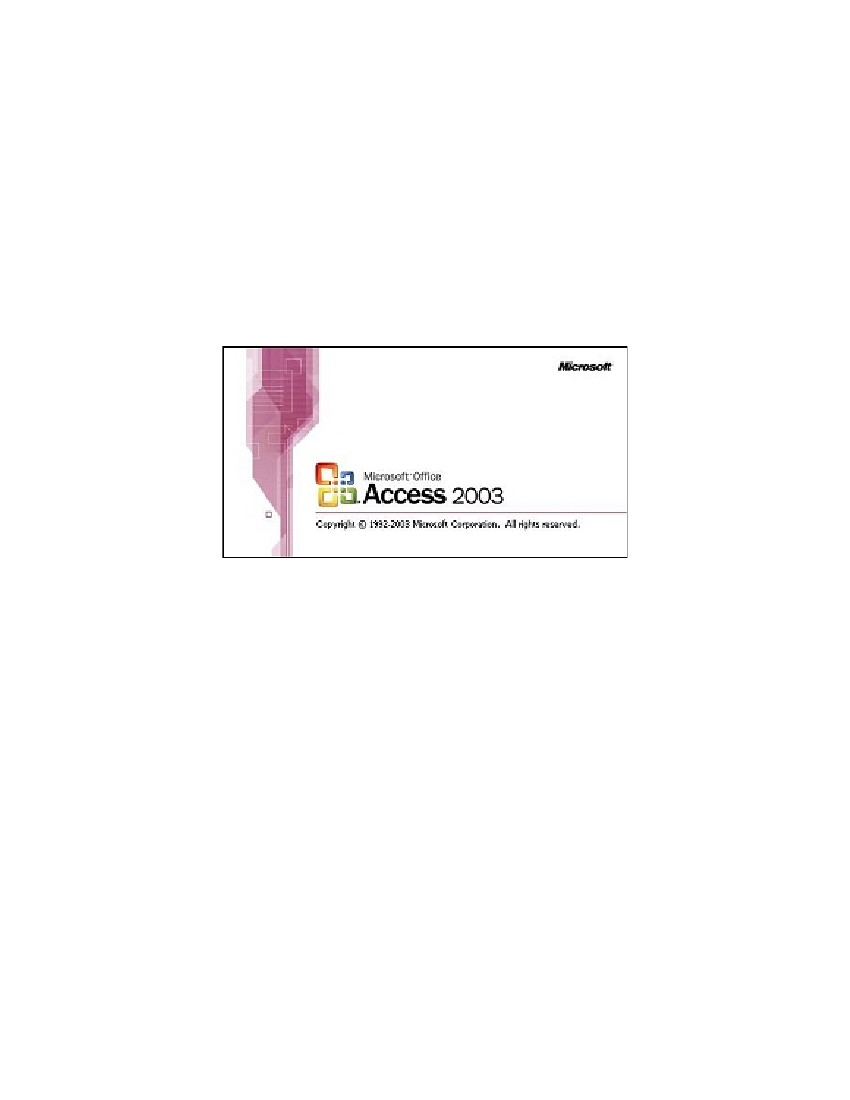 Microsoft
Microsoft Office
Access 2003
Copyright © 1992-2003 Microsoft Corporation. All rights reserved.